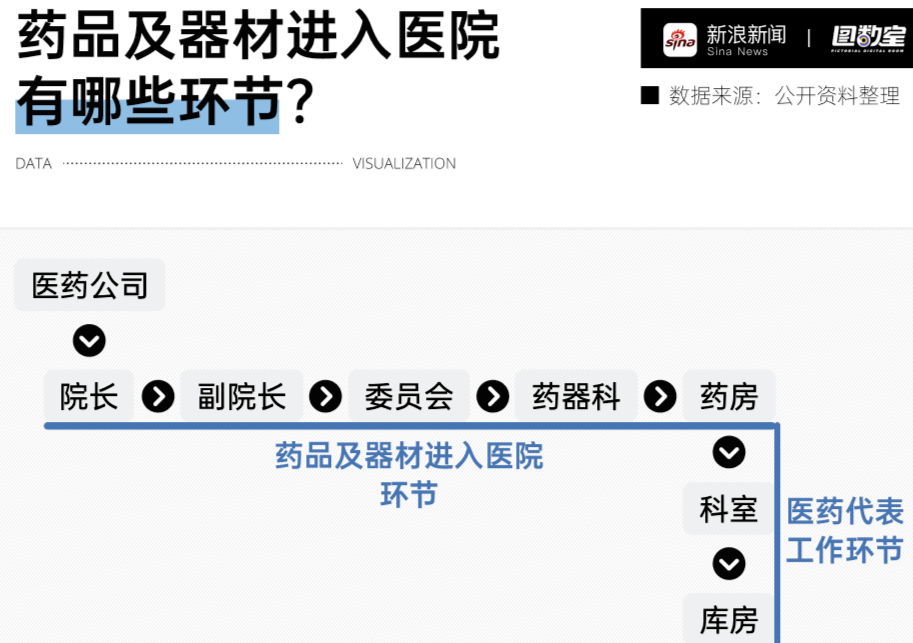 药品及器材进入医院
有哪些环节？
sina 新浪新闻 | 图数室
Sina News PICTORIAL DIGITAL ROOM
■ 数据来源：公开资料整理
DATA VISUALIZATION
医药公司
院长 副院长 委员会 药器科 药房
药品及器材进入医院
环节
科室
医药代表
工作环节
库房